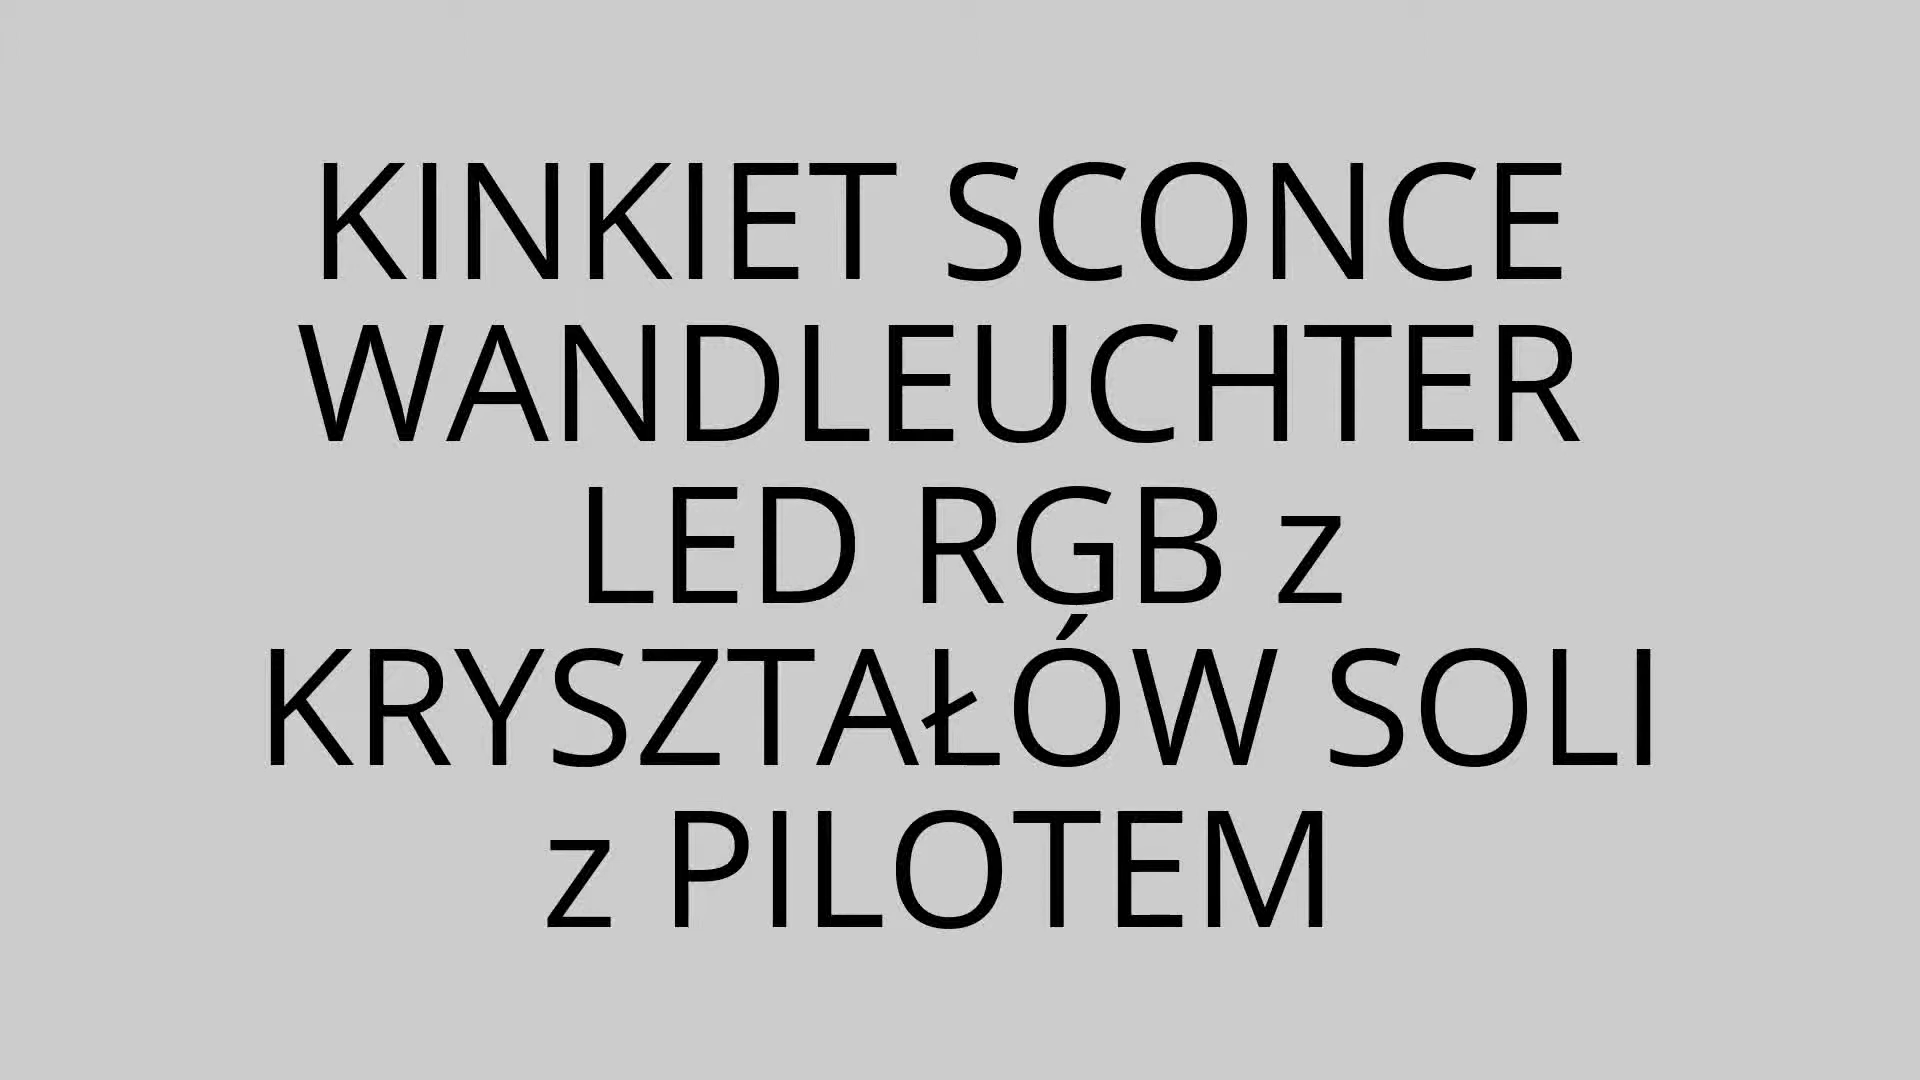 KINKIET SCONCE
WANDLEUCHTER
LED RGB z
KRYSZTAŁÓW SOLI
z PILOTEM